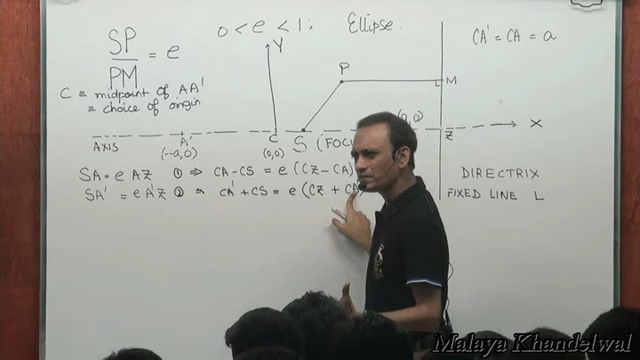 SP/PM = e
0 < e < 1; Ellipse
CA' = CA = a
C = midpoint of AA'
= choice of origin
Y
P
M
AXIS
A'
C
S (FOC
(a, 0)
Z
X
(-a, 0)
(0,0)
SA = e AZ ① ⇒ CA - CS = e (CZ - CA)
SA' = e A'Z ② ⇒ CA' + CS = e (CZ + CA
DIRECTRIX
FIXED LINE L
Malaya Khandelwal